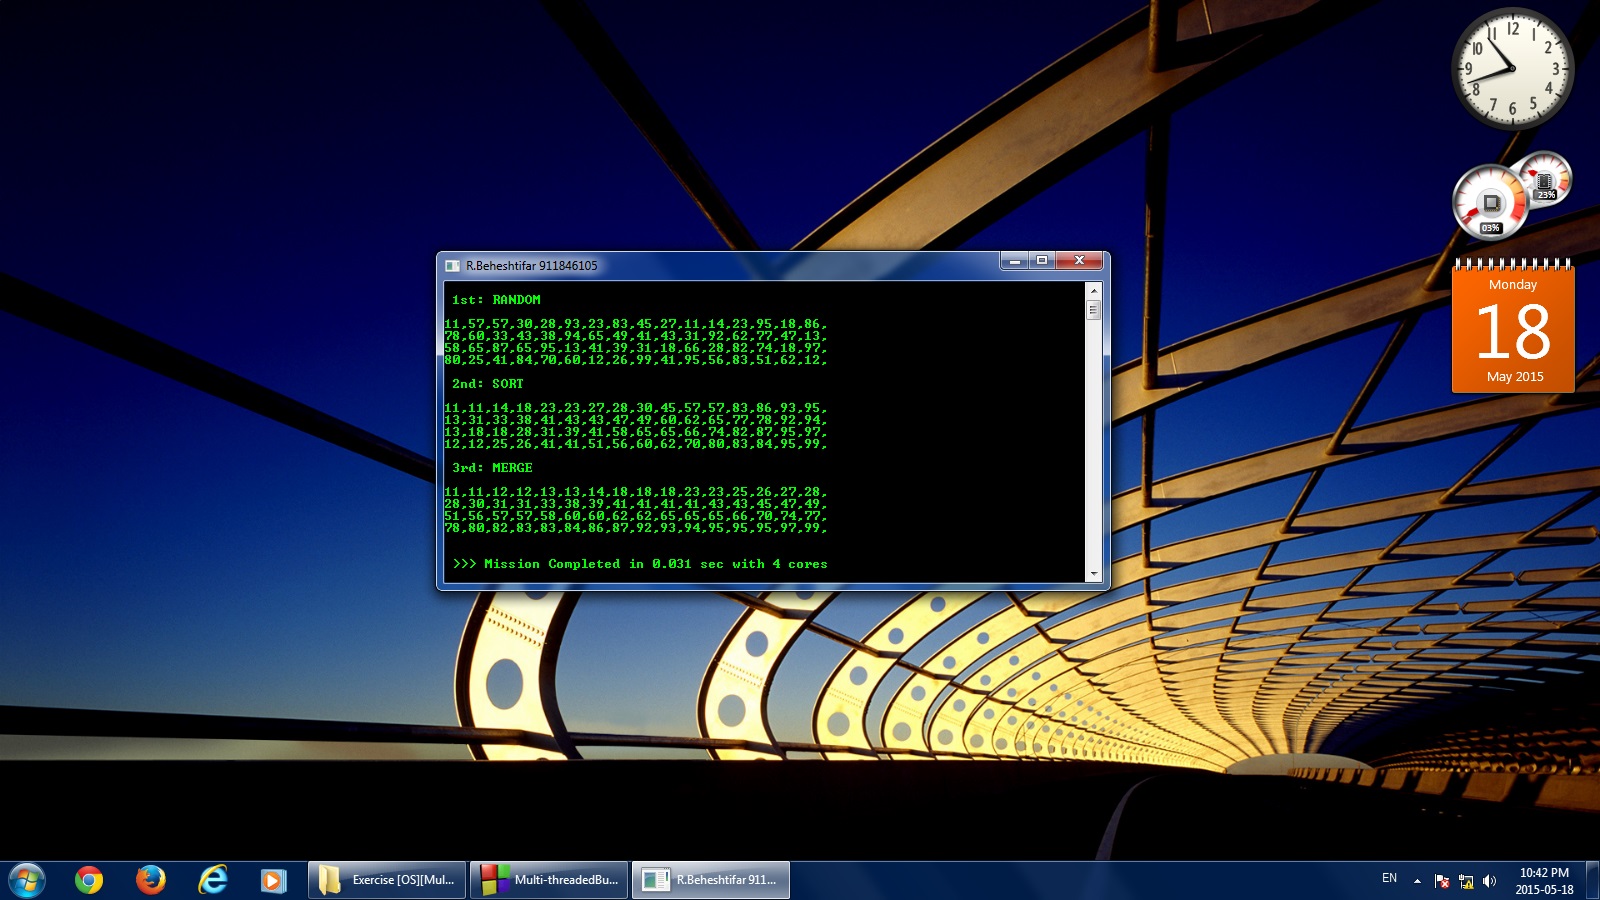 R.Beheshtifar 911846105
1st: RANDOM
11,57,57,30,28,93,23,83,45,27,11,14,23,95,18,86,
78,60,33,43,38,94,65,49,41,43,31,92,62,77,47,13,
58,65,87,65,95,13,41,39,31,18,66,28,82,74,18,97,
80,25,41,84,70,60,12,26,99,41,95,56,83,51,62,12,
2nd: SORT
11,11,14,18,23,23,27,28,30,45,57,57,83,86,93,95,
13,31,33,38,41,43,43,47,49,60,62,65,77,78,92,94,
13,18,18,28,31,39,41,58,65,65,66,74,82,87,95,97,
12,12,25,26,41,41,51,56,60,62,70,80,83,84,95,99,
3rd: MERGE
11,11,12,12,13,13,14,18,18,18,23,23,25,26,27,28,
28,30,31,31,33,38,39,41,41,41,41,43,43,45,47,49,
51,56,57,57,58,60,60,62,62,65,65,65,66,70,74,77,
78,80,82,83,83,84,86,87,92,93,94,95,95,95,97,99,
>>> Mission Completed in 0.031 sec with 4 cores
12
1
2
3
4
5
6
7
8
9
10
11
23%
03%
Monday
18
May 2015
Exercise [OS][Mul...
Multi-threadedBu...
R.Beheshtifar 911...
EN
10:42 PM
2015-05-18